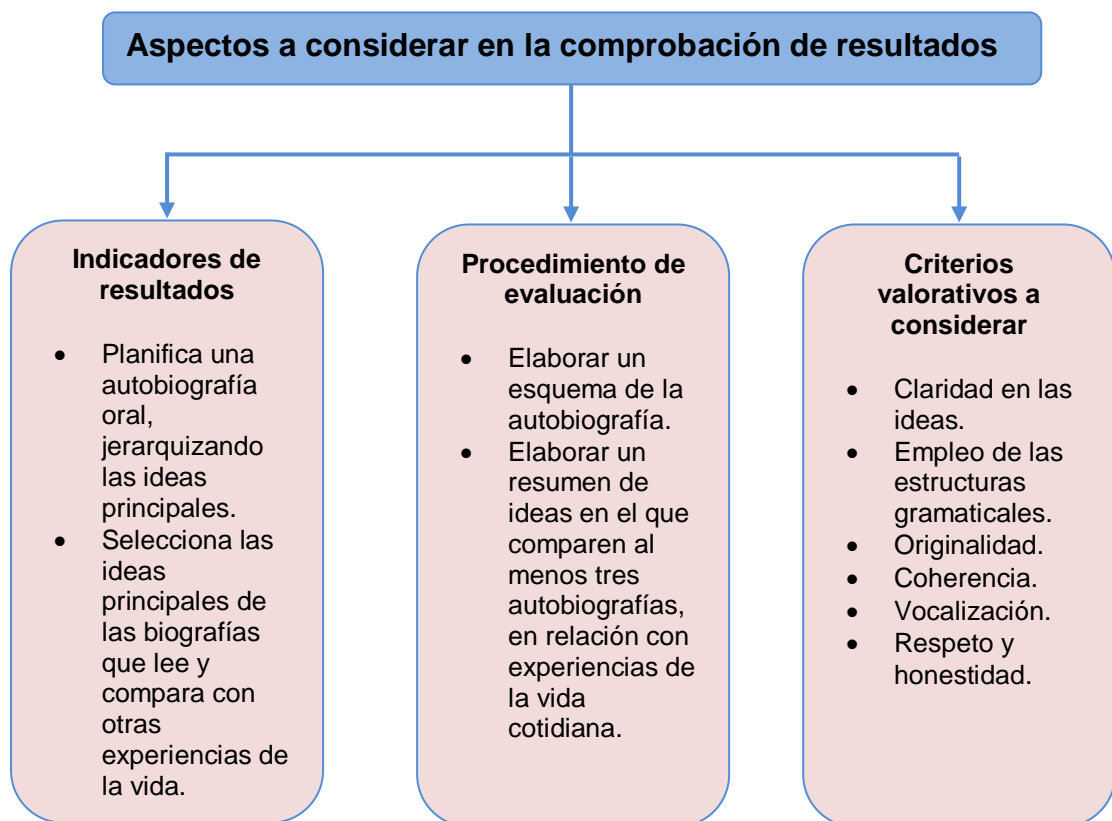 Aspectos a considerar en la comprobación de resultados
Indicadores de
resultados
• Planifica una
autobiografía
oral,
jerarquizando
las ideas
principales.
• Selecciona las
ideas
principales de
las biografías
que lee y
compara con
otras
experiencias de
la vida.
Procedimiento de
evaluación
• Elaborar un
esquema de la
autobiografía.
• Elaborar un
resumen de
ideas en el que
comparen al
menos tres
autobiografías,
en relación con
experiencias de
la vida
cotidiana.
Criterios
valorativos a
considerar
• Claridad en las
ideas.
• Empleo de las
estructuras
gramaticales.
• Originalidad.
• Coherencia.
• Vocalización.
• Respeto y
honestidad.